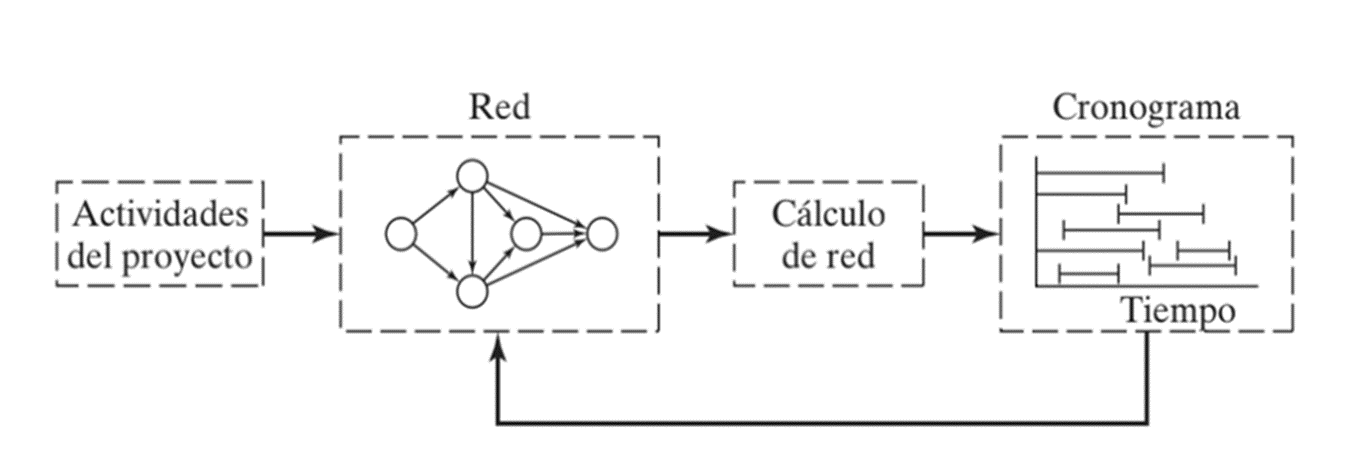 Red
Cronograma
Actividades
del proyecto
Cálculo
de red
Tiempo